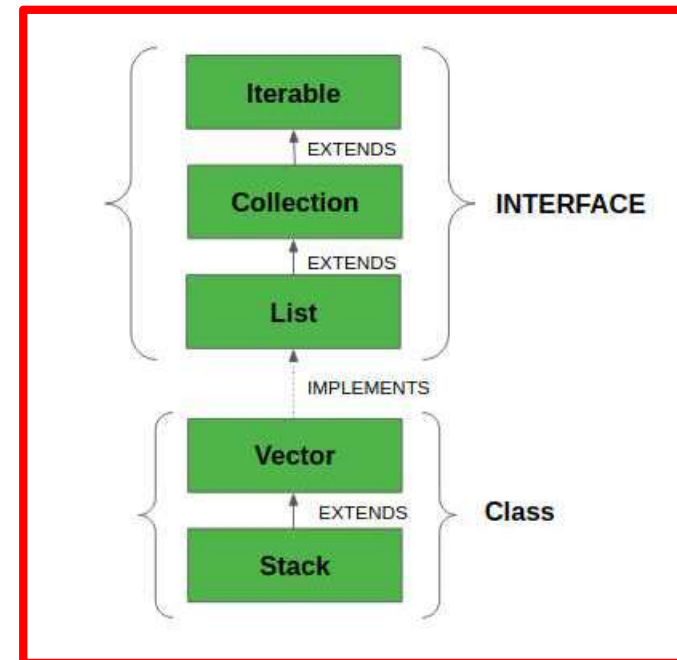 Iterable
EXTENDS
Collection
INTERFACE
EXTENDS
List
IMPLEMENTS
Vector
EXTENDS
Class
Stack